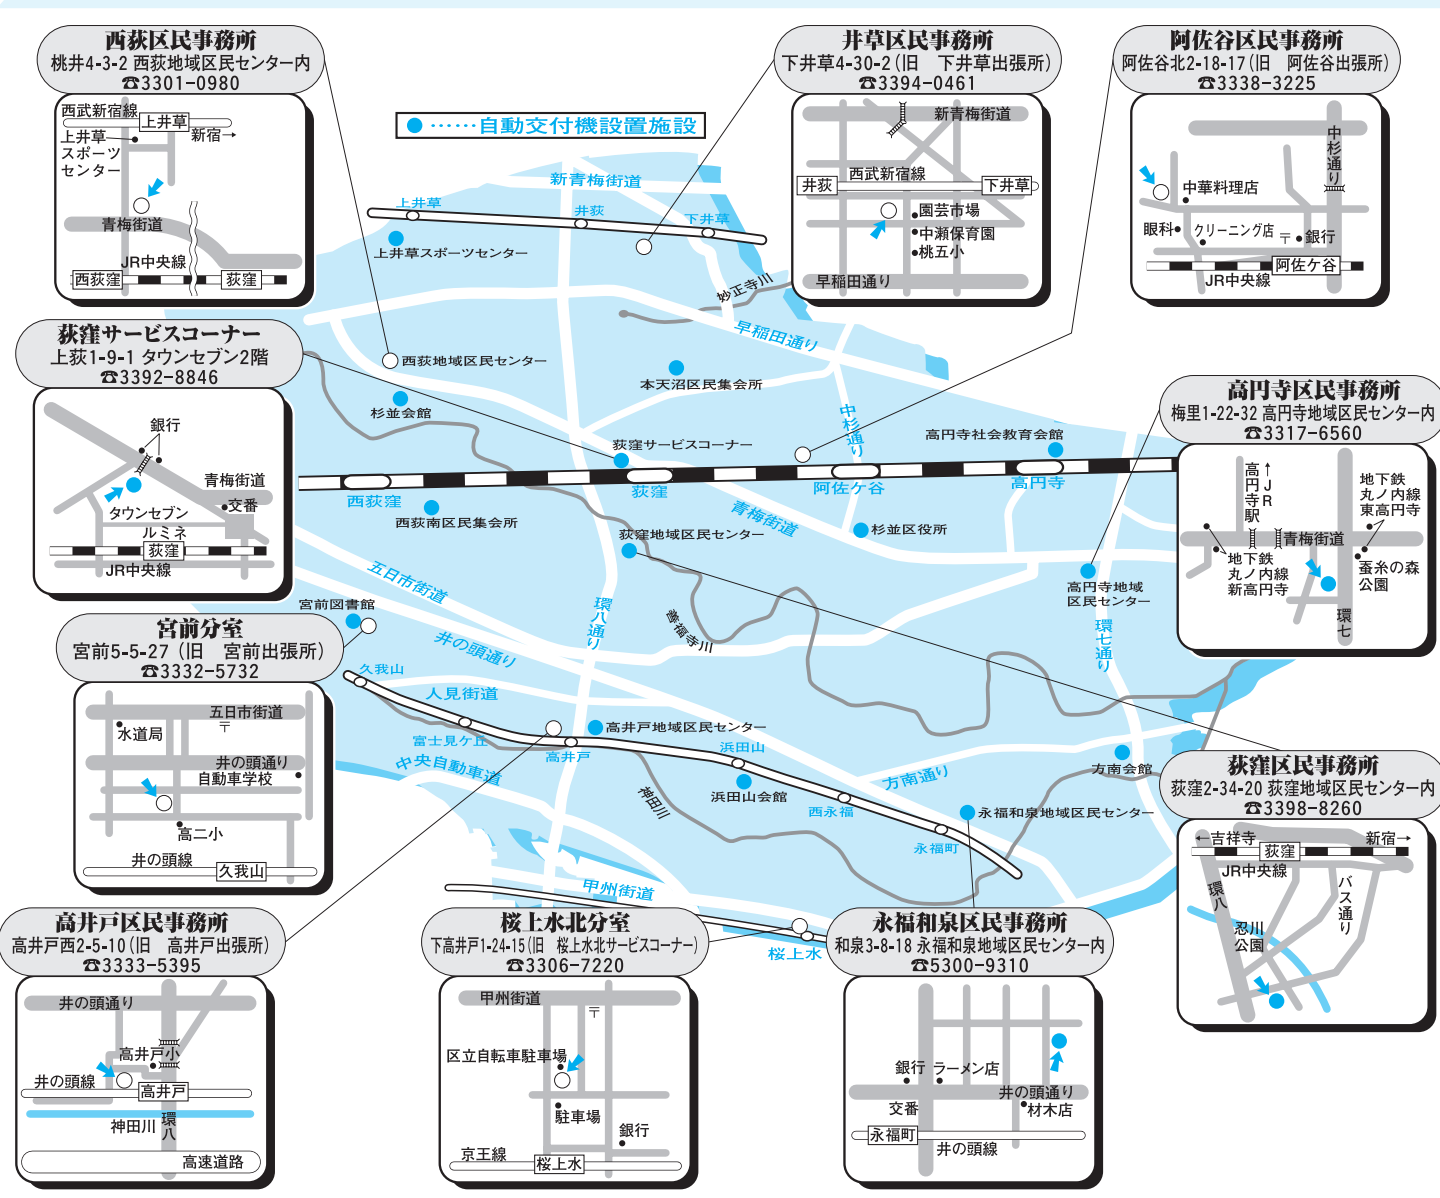 西荻区民事務所
桃井4-3-2 西荻地域区民センター内
☎3301-0980
西武新宿線
上井草
新宿→
上井草
スポーツ
センター
青梅街道
JR中央線
西荻窪
荻窪
井草区民事務所
下井草4-30-2(旧　下井草出張所)
☎3394-0461
新青梅街道
西武新宿線
井荻
下井草
園芸市場
中瀬保育園
桃五小
早稲田通り
阿佐谷区民事務所
阿佐谷北2-18-17(旧　阿佐谷出張所)
☎3338-3225
中杉通り
中華料理店
眼科
クリーニング店
〒
銀行
阿佐ケ谷
JR中央線
●……自動交付機設置施設
荻窪サービスコーナー
上荻1-9-1 タウンセブン2階
☎3392-8846
銀行
青梅街道
タウンセブン
交番
ルミネ
荻窪
JR中央線
高円寺区民事務所
梅里1-22-32 高円寺地域区民センター内
☎3317-6560
高円寺駅
JR
地下鉄
丸ノ内線
東高円寺
青梅街道
地下鉄
丸ノ内線
新高円寺
蚕糸の森
公園
環七
宮前分室
宮前5-5-27 (旧　宮前出張所)
☎3332-5732
五日市街道
〒
水道局
井の頭通り
自動車学校
高二小
井の頭線
久我山
荻窪区民事務所
荻窪2-34-20 荻窪地域区民センター内
☎3398-8260
←吉祥寺
新宿→
荻窪
JR中央線
環八
バス通り
忍川
公園
高井戸区民事務所
高井戸西2-5-10(旧　高井戸出張所)
☎3333-5395
井の頭通り
高井戸小
井の頭線
高井戸
神田川
環八
高速道路
桜上水北分室
下高井戸1-24-15(旧　桜上水北サービスコーナー)
☎3306-7220
甲州街道
〒
区立自転車駐車場
駐車場
銀行
京王線
桜上水
永福和泉区民事務所
和泉3-8-18 永福和泉地域区民センター内
☎5300-9310
銀行
ラーメン店
井の頭通り
交番
材木店
永福町
井の頭線
新青梅街道
上井草
井荻
下井草
上井草スポーツセンター
妙正寺川
早稲田通り
西荻地域区民センター
本天沼区民集会所
杉並会館
中杉通り
荻窪サービスコーナー
高円寺社会教育会館
西荻窪
荻窪
阿佐ケ谷
高円寺
西荻南区民集会所
青梅街道
杉並区役所
荻窪地域区民センター
五日市街道
高円寺地域
区民センター
宮前図書館
環八通り
善福寺川
環七通り
井の頭通り
久我山
人見街道
高井戸地域区民センター
富士見ケ丘
高井戸
浜田山
中央自動車道
方南通り
方南会館
浜田山会館
神田川
西永福
永福和泉地域区民センター
永福町
甲州街道
桜上水